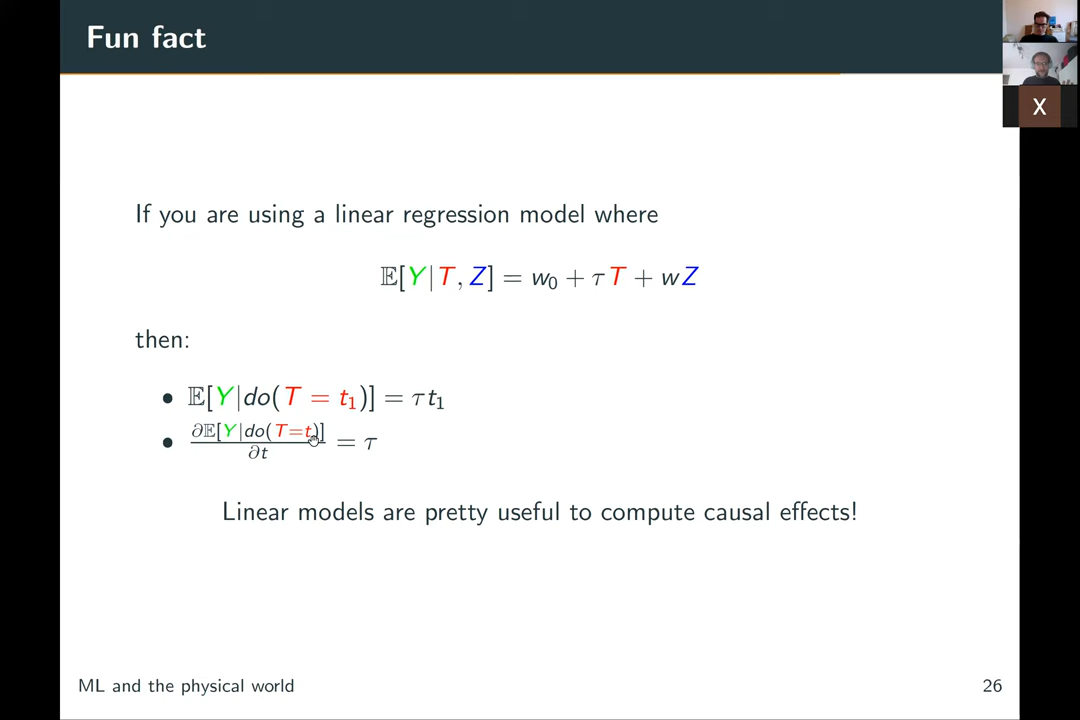 Fun fact
X
If you are using a linear regression model where
𝔼[Y|T, Z] = w₀ + τT + wZ
then:
• 𝔼[Y|do(T = t₁)] = τt₁
• ∂𝔼[Y|do(T=t)]/∂t = τ
Linear models are pretty useful to compute causal effects!
ML and the physical world
26